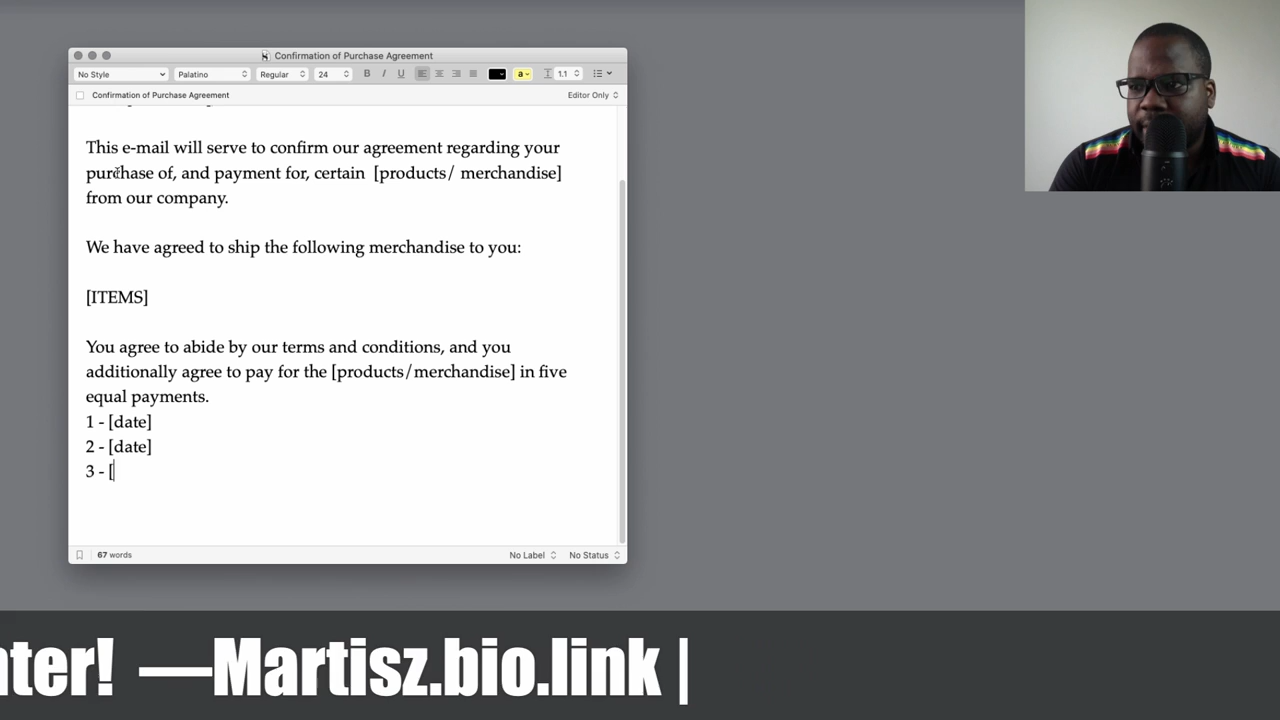 Confirmation of Purchase Agreement
No Style Palatino Regular 24 B I U a 1.1
Confirmation of Purchase Agreement Editor Only
This e-mail will serve to confirm our agreement regarding your
purchase of, and payment for, certain [products/ merchandise]
from our company.
We have agreed to ship the following merchandise to you:
[ITEMS]
You agree to abide by our terms and conditions, and you
additionally agree to pay for the [products/merchandise] in five
equal payments.
1 - [date]
2 - [date]
3 - [
67 words No Label No Status
ater! —Martisz.bio.link |